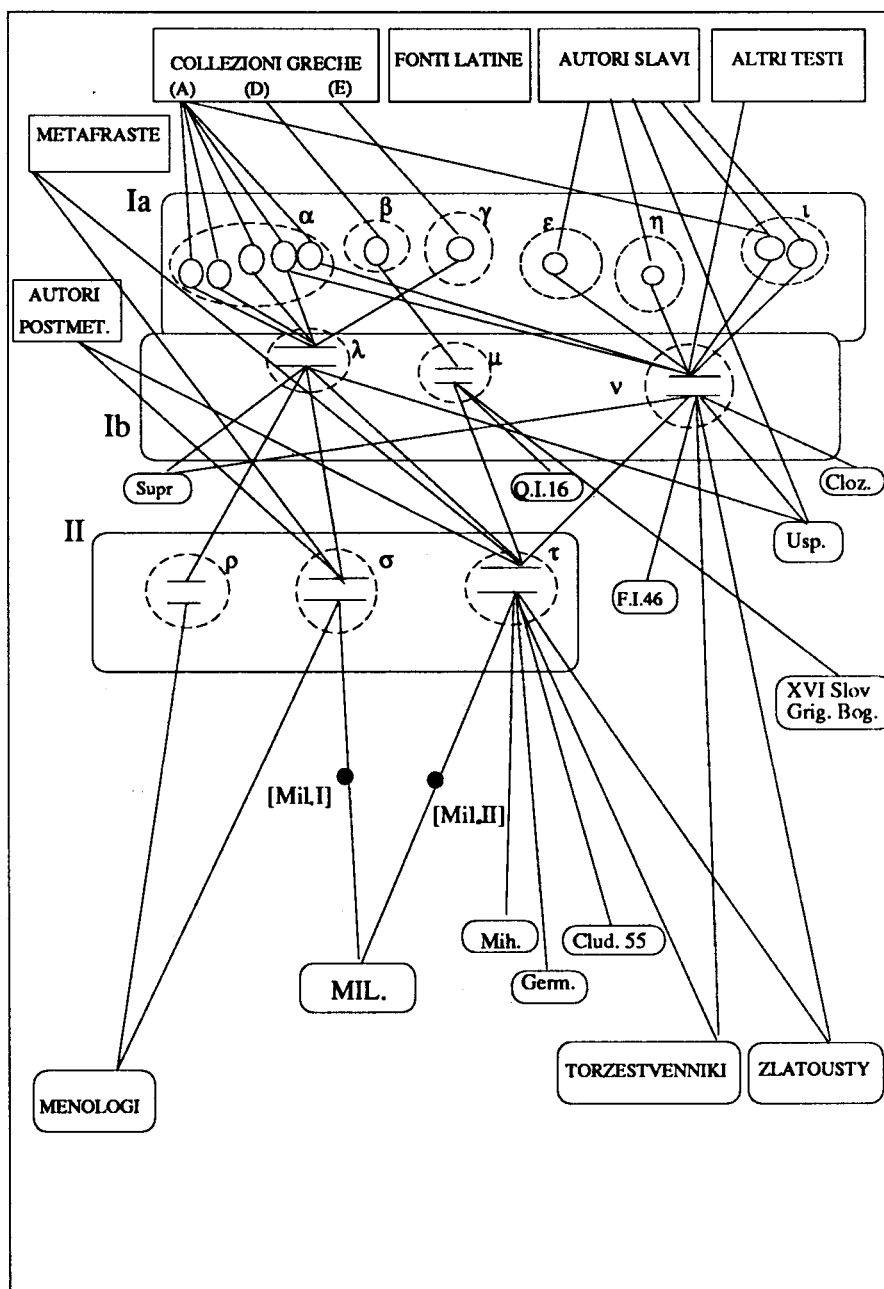 COLLEZIONI GRECHE
(A) (D) (E)
FONTI LATINE
AUTORI SLAVI
ALTRI TESTI
METAFRASTE
Ia
α
β
γ
ε
η
ι
AUTORI
POSTMET.
λ
μ
ν
Ib
Supr
Q.I.16
Cloz.
Usp.
II
ρ
σ
τ
F.I.46
XVI Slov
Grig. Bog.
[Mil.I]
[Mil.II]
Mih.
Clud. 55
Germ.
MIL.
MENOLOGI
TORZESTVENNIKI
ZLATOUSTY